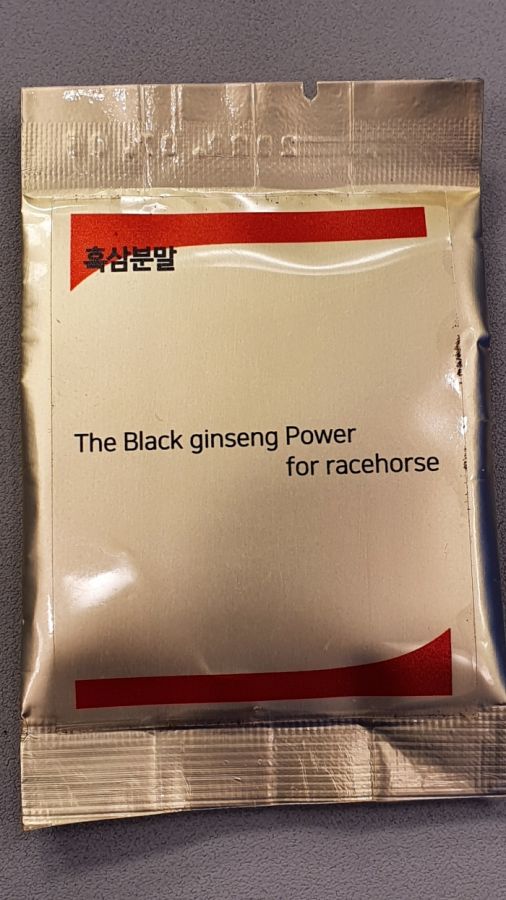 흑삼분말
The Black ginseng Power
for racehorse